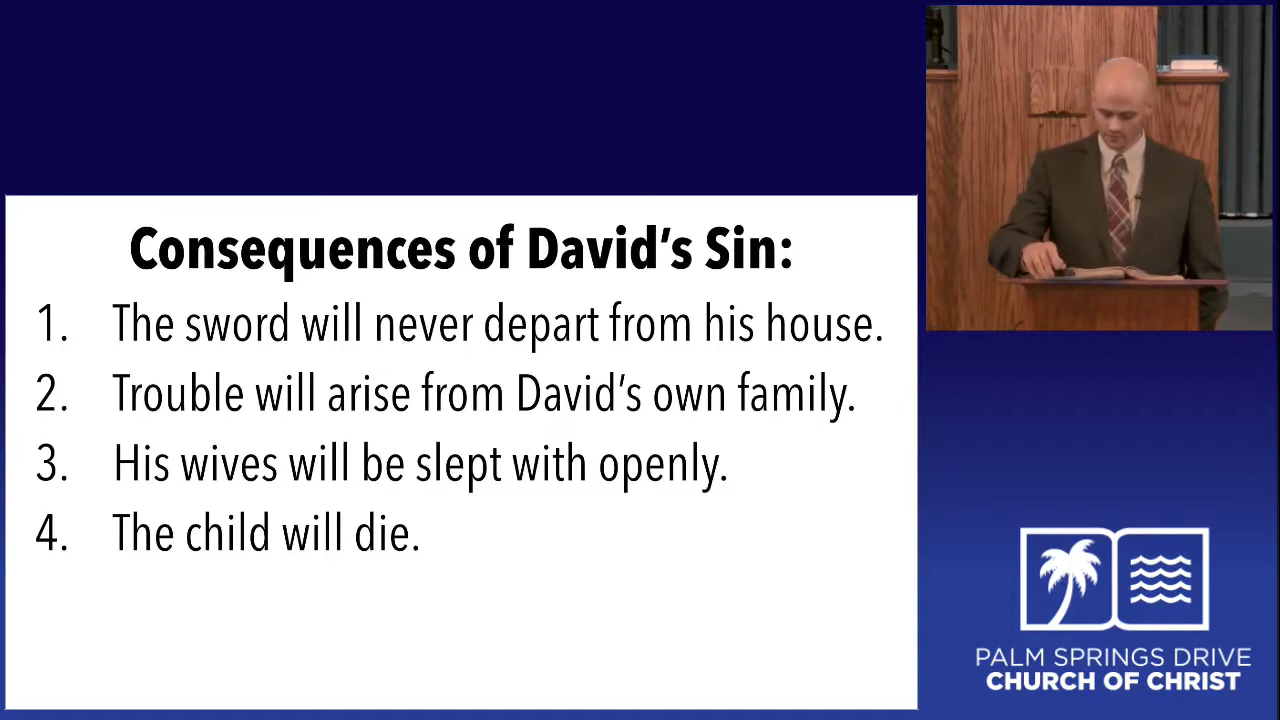 Consequences of David's Sin:
1. The sword will never depart from his house.
2. Trouble will arise from David's own family.
3. His wives will be slept with openly.
4. The child will die.
PALM SPRINGS DRIVE
CHURCH OF CHRIST